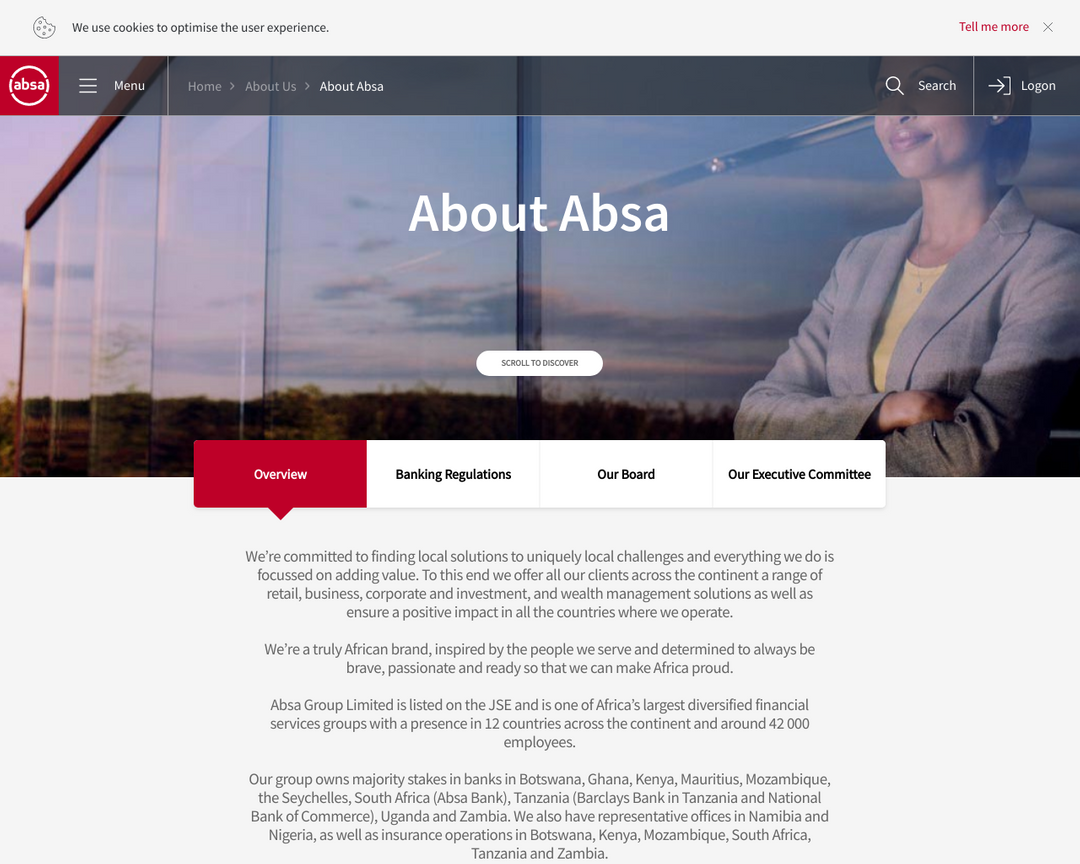 We use cookies to optimise the user experience.
Tell me more
absa
Menu
Home
About Us
About Absa
Search
Logon
About Absa
SCROLL TO DISCOVER
Overview
Banking Regulations
Our Board
Our Executive Committee
We’re committed to finding local solutions to uniquely local challenges and everything we do is
focussed on adding value. To this end we offer all our clients across the continent a range of
retail, business, corporate and investment, and wealth management solutions as well as
ensure a positive impact in all the countries where we operate.
We’re a truly African brand, inspired by the people we serve and determined to always be
brave, passionate and ready so that we can make Africa proud.
Absa Group Limited is listed on the JSE and is one of Africa’s largest diversified financial
services groups with a presence in 12 countries across the continent and around 42 000
employees.
Our group owns majority stakes in banks in Botswana, Ghana, Kenya, Mauritius, Mozambique,
the Seychelles, South Africa (Absa Bank), Tanzania (Barclays Bank in Tanzania and National
Bank of Commerce), Uganda and Zambia. We also have representative offices in Namibia and
Nigeria, as well as insurance operations in Botswana, Kenya, Mozambique, South Africa,
Tanzania and Zambia.